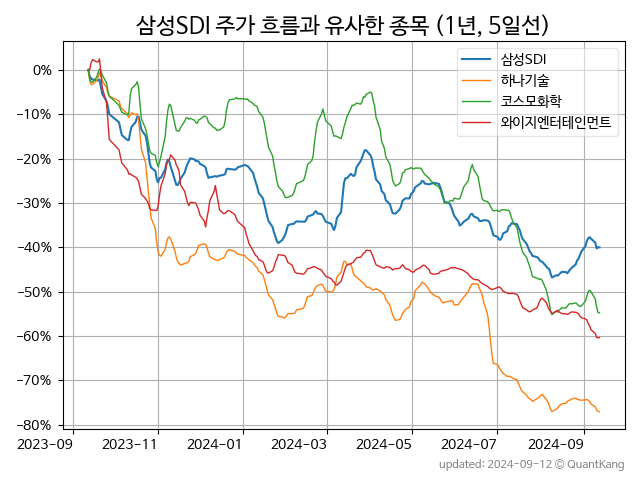 삼성SDI 주가 흐름과 유사한 종목 (1년, 5일선)
삼성SDI
하나기술
코스모화학
와이지엔터테인먼트
0%
−10%
−20%
−30%
−40%
−50%
−60%
−70%
−80%
2023-09 2023-11 2024-01 2024-03 2024-05 2024-07 2024-09
updated: 2024-09-12 © QuantKang